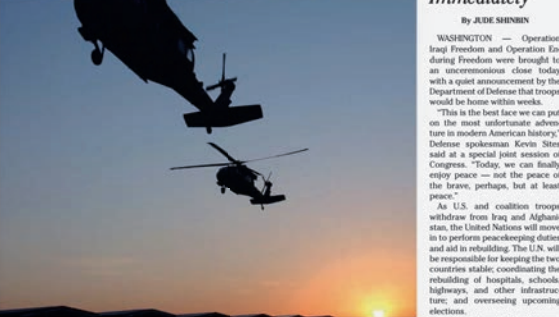 Immediately"
By JUDE SHINBIN
WASHINGTON — Operation
Iraqi Freedom and Operation En
during Freedom were brought to
an unceremonious close today
with a quiet announcement by the
Department of Defense that troops
would be home within weeks.
"This is the best face we can put
on the most unfortunate adven
ture in modern American history,"
Defense spokesman Kevin Sites
said at a special joint session of
Congress. "Today, we can finally
enjoy peace — not the peace of
the brave, perhaps, but at least
peace."
As U.S. and coalition troops
withdraw from Iraq and Afghani
stan, the United Nations will move
in to perform peacekeeping duties
and aid in rebuilding. The U.N. will
be responsible for keeping the two
countries stable; coordinating the
rebuilding of hospitals, schools,
highways, and other infrastruc
ture; and overseeing upcoming
elections.